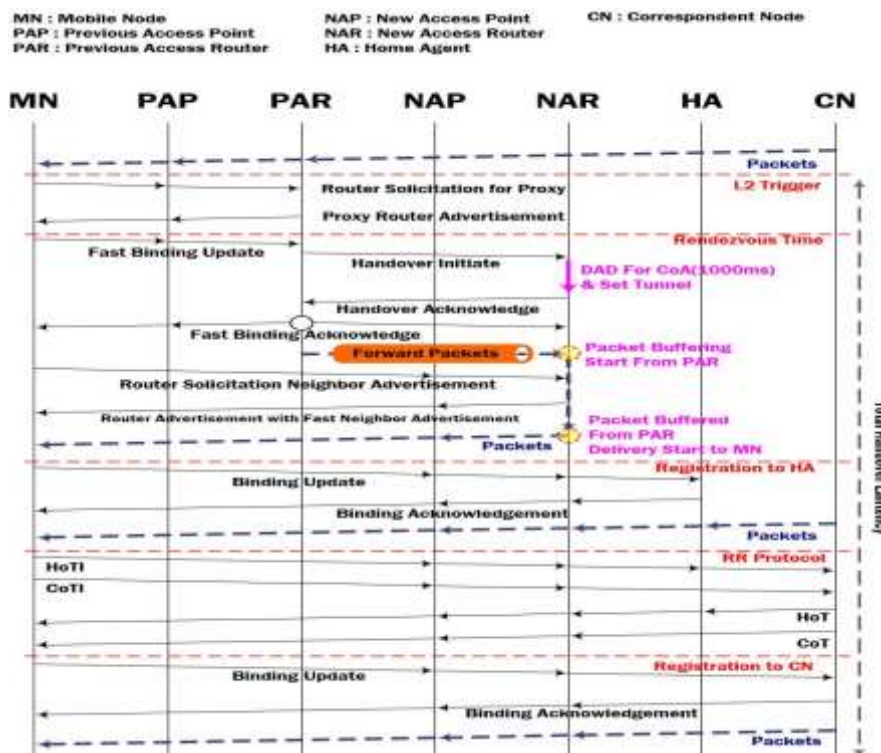 MN : Mobile Node
PAP : Previous Access Point
PAR : Previous Access Router
NAP : New Access Point
NAR : New Access Router
HA : Home Agent
CN : Correspondent Node
MN PAP PAR NAP NAR HA CN
Packets
L2 Trigger
Router Solicitation for Proxy
Proxy Router Advertisement
Rendezvous Time
Fast Binding Update
Handover Initiate
DAD For CoA(1000ms)
& Set Tunnel
Handover Acknowledge
Fast Binding Acknowledge
Forward Packets
Packet Buffering
Start From PAR
Router Solicitation Neighbor Advertisement
Router Advertisement with Fast Neighbor Advertisement
Packet Buffered
From PAR
Delivery Start to MN
Packets
Total Handover Latency
Registration to HA
Binding Update
Binding Acknowledgement
Packets
RR Protocol
HoTI
CoTI
HoT
CoT
Registration to CN
Binding Update
Binding Acknowledgement
Packets